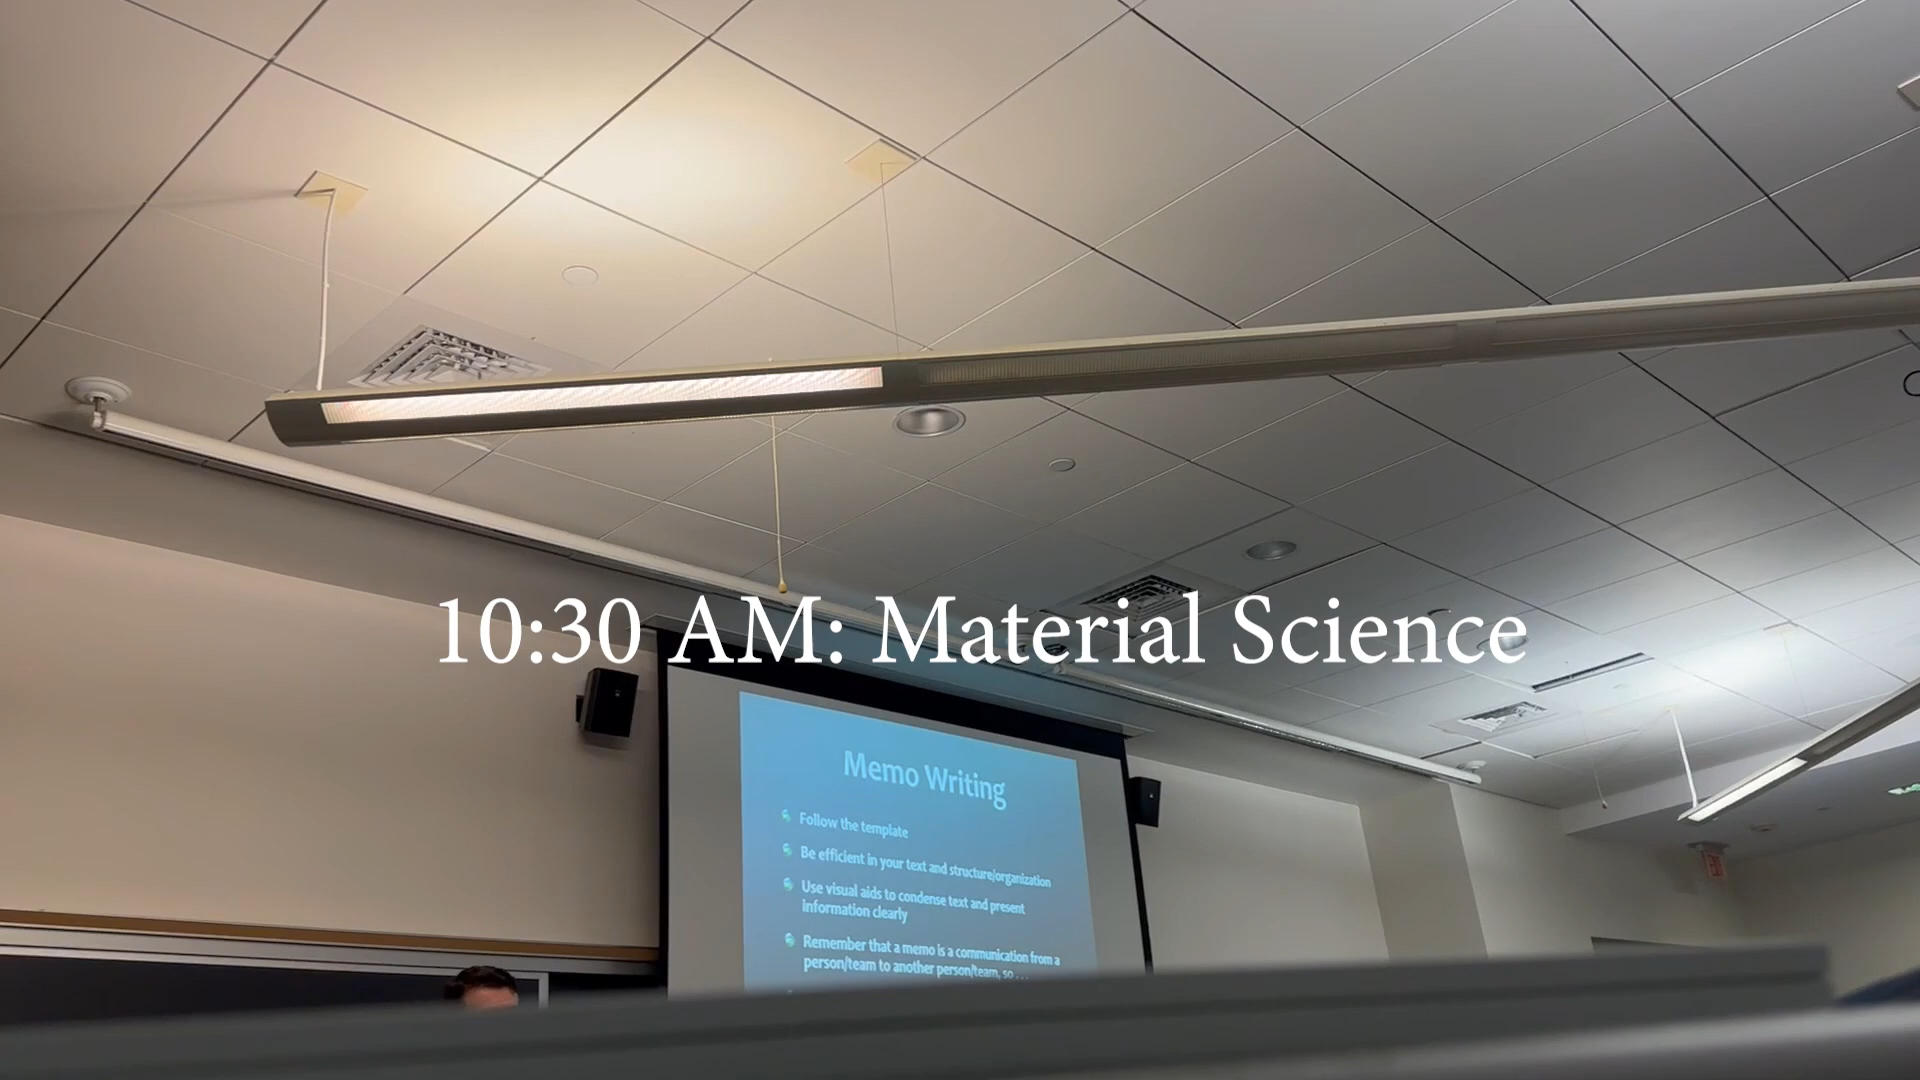 10:30 AM: Material Science
Memo Writing
Follow the template
Be efficient in your text and structure/organization
Use visual aids to condense text and present
information clearly
Remember that a memo is a communication from a
person/team to another person/team, so . . .